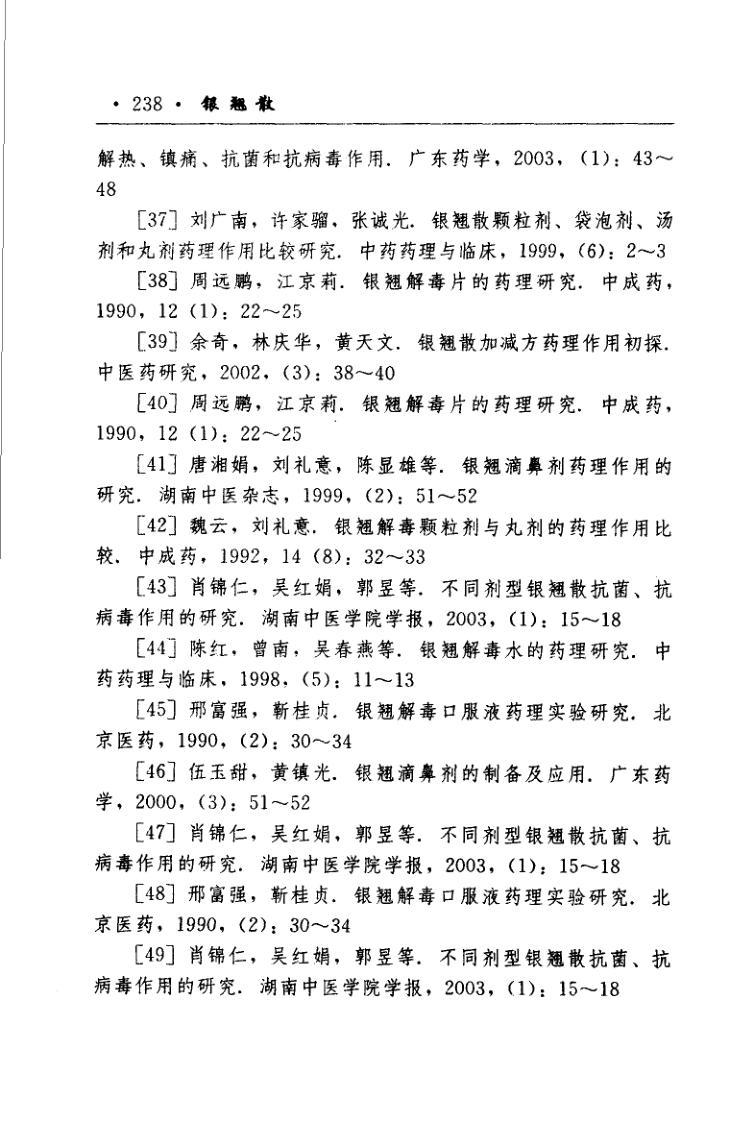 · 238 · 银翘散
解热、镇痛、抗菌和抗病毒作用. 广东药学, 2003, (1): 43～
48
[37] 刘广南, 许家骝, 张诚光. 银翘散颗粒剂、袋泡剂、汤
剂和丸剂药理作用比较研究. 中药药理与临床, 1999, (6): 2～3
[38] 周远鹏, 江京莉. 银翘解毒片的药理研究. 中成药,
1990, 12 (1): 22～25
[39] 余奇, 林庆华, 黄天文. 银翘散加减方药理作用初探.
中医药研究, 2002, (3): 38～40
[40] 周远鹏, 江京莉. 银翘解毒片的药理研究. 中成药,
1990, 12 (1): 22～25
[41] 唐湘娟, 刘礼意, 陈显雄等. 银翘滴鼻剂药理作用的
研究. 湖南中医杂志, 1999, (2): 51～52
[42] 魏云, 刘礼意. 银翘解毒颗粒剂与丸剂的药理作用比
较. 中成药, 1992, 14 (8): 32～33
[43] 肖锦仁, 吴红娟, 郭昱等. 不同剂型银翘散抗菌、抗
病毒作用的研究. 湖南中医学院学报, 2003, (1): 15～18
[44] 陈红, 曾南, 吴春燕等. 银翘解毒水的药理研究. 中
药药理与临床, 1998, (5): 11～13
[45] 邢富强, 靳桂贞. 银翘解毒口服液药理实验研究. 北
京医药, 1990, (2): 30～34
[46] 伍玉甜, 黄镇光. 银翘滴鼻剂的制备及应用. 广东药
学, 2000, (3): 51～52
[47] 肖锦仁, 吴红娟, 郭昱等. 不同剂型银翘散抗菌、抗
病毒作用的研究. 湖南中医学院学报, 2003, (1): 15～18
[48] 邢富强, 靳桂贞. 银翘解毒口服液药理实验研究. 北
京医药, 1990, (2): 30～34
[49] 肖锦仁, 吴红娟, 郭昱等. 不同剂型银翘散抗菌、抗
病毒作用的研究. 湖南中医学院学报, 2003, (1): 15～18